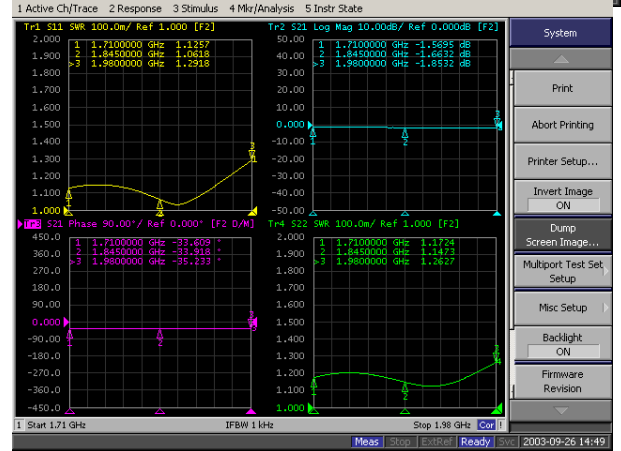 1 Active Ch/Trace 2 Response 3 Stimulus 4 Mkr/Analysis 5 Instr State
Tr1 S11 SWR 100.0m/ Ref 1.000 [F2]
2.000
1.900
1.800
1.700
1.600
1.500
1.400
1.300
1.200
1.100
1.000
1 1.7100000 GHz 1.1257
2 1.8450000 GHz 1.0618
>3 1.9800000 GHz 1.2918
1
2
3
Tr2 S21 Log Mag 10.00dB/ Ref 0.000dB [F2]
50.00
40.00
30.00
20.00
10.00
0.000
-10.00
-20.00
-30.00
-40.00
-50.00
1 1.7100000 GHz -1.5695 dB
2 1.8450000 GHz -1.6632 dB
>3 1.9800000 GHz -1.8532 dB
1
2
3
Tr3 S21 Phase 90.00°/ Ref 0.000° [F2 D/M]
450.0
360.0
270.0
180.0
90.00
0.000
-90.00
-180.0
-270.0
-360.0
-450.0
1 1.7100000 GHz -33.609 °
2 1.8450000 GHz -33.918 °
>3 1.9800000 GHz -35.233 °
1
2
3
Tr4 S22 SWR 100.0m/ Ref 1.000 [F2]
2.000
1.900
1.800
1.700
1.600
1.500
1.400
1.300
1.200
1.100
1.000
1 1.7100000 GHz 1.1724
2 1.8450000 GHz 1.1473
>3 1.9800000 GHz 1.2627
1
2
3
1 Start 1.71 GHz IFBW 1 kHz Stop 1.98 GHz Cor !
Meas Stop ExtRef Ready Svc 2003-09-26 14:49
System
Print
Abort Printing
Printer Setup...
Invert Image
ON
Dump
Screen Image...
Multiport Test Set
Setup
Misc Setup
Backlight
ON
Firmware
Revision